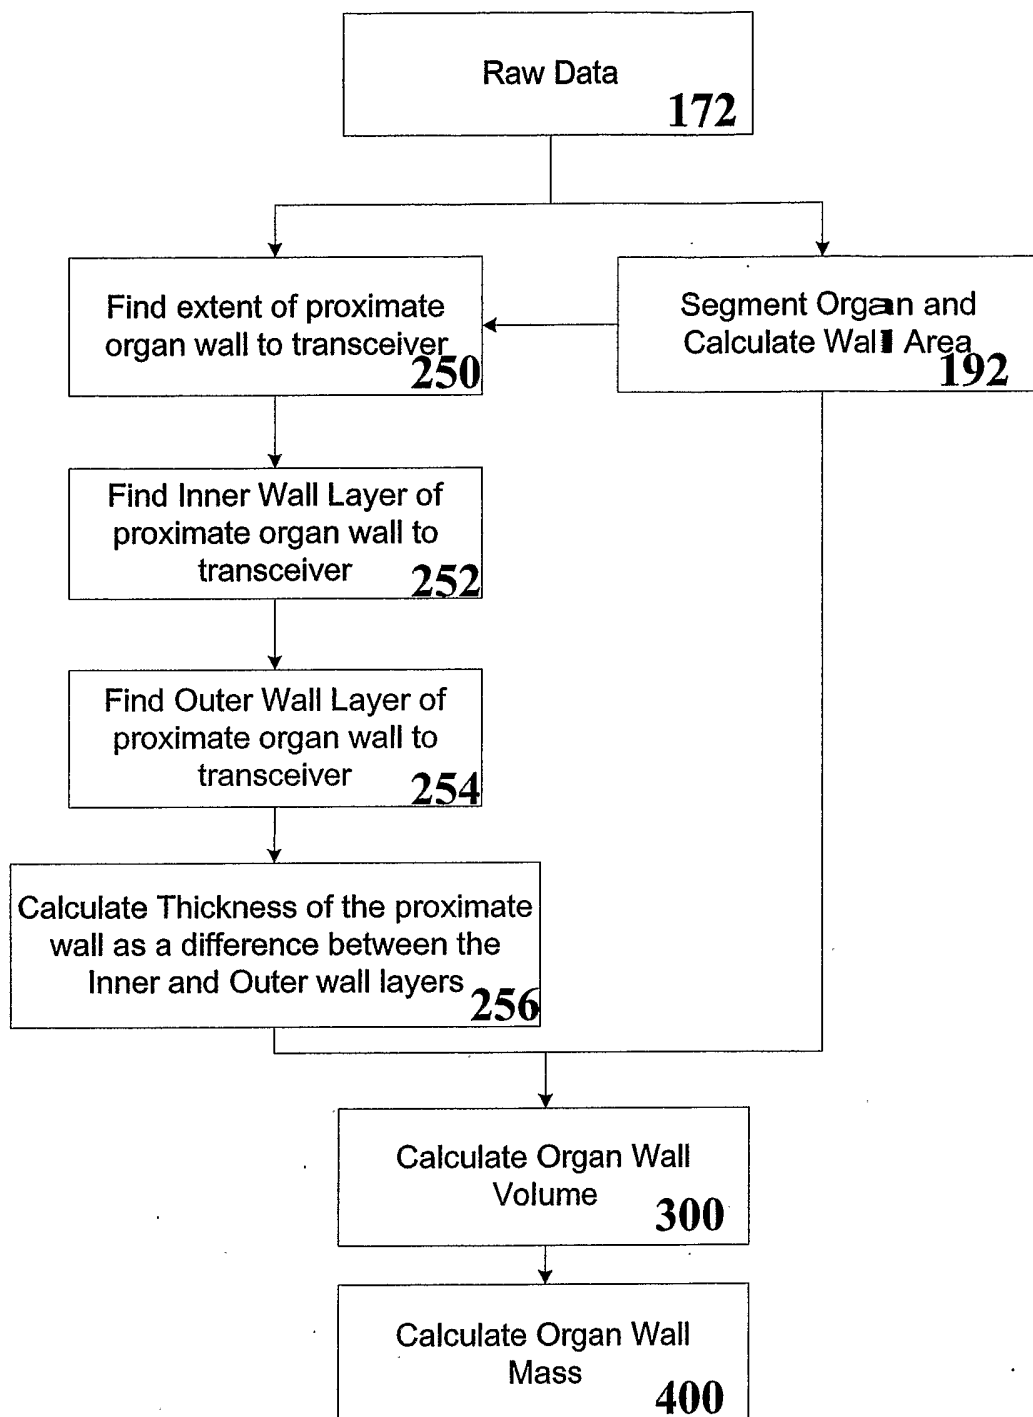 Raw Data
172
Find extent of proximate
organ wall to transceiver
250
Segment Organ and
Calculate Wall Area
192
Find Inner Wall Layer of
proximate organ wall to
transceiver
252
Find Outer Wall Layer of
proximate organ wall to
transceiver
254
Calculate Thickness of the proximate
wall as a difference between the
Inner and Outer wall layers
256
Calculate Organ Wall
Volume
300
Calculate Organ Wall
Mass
400